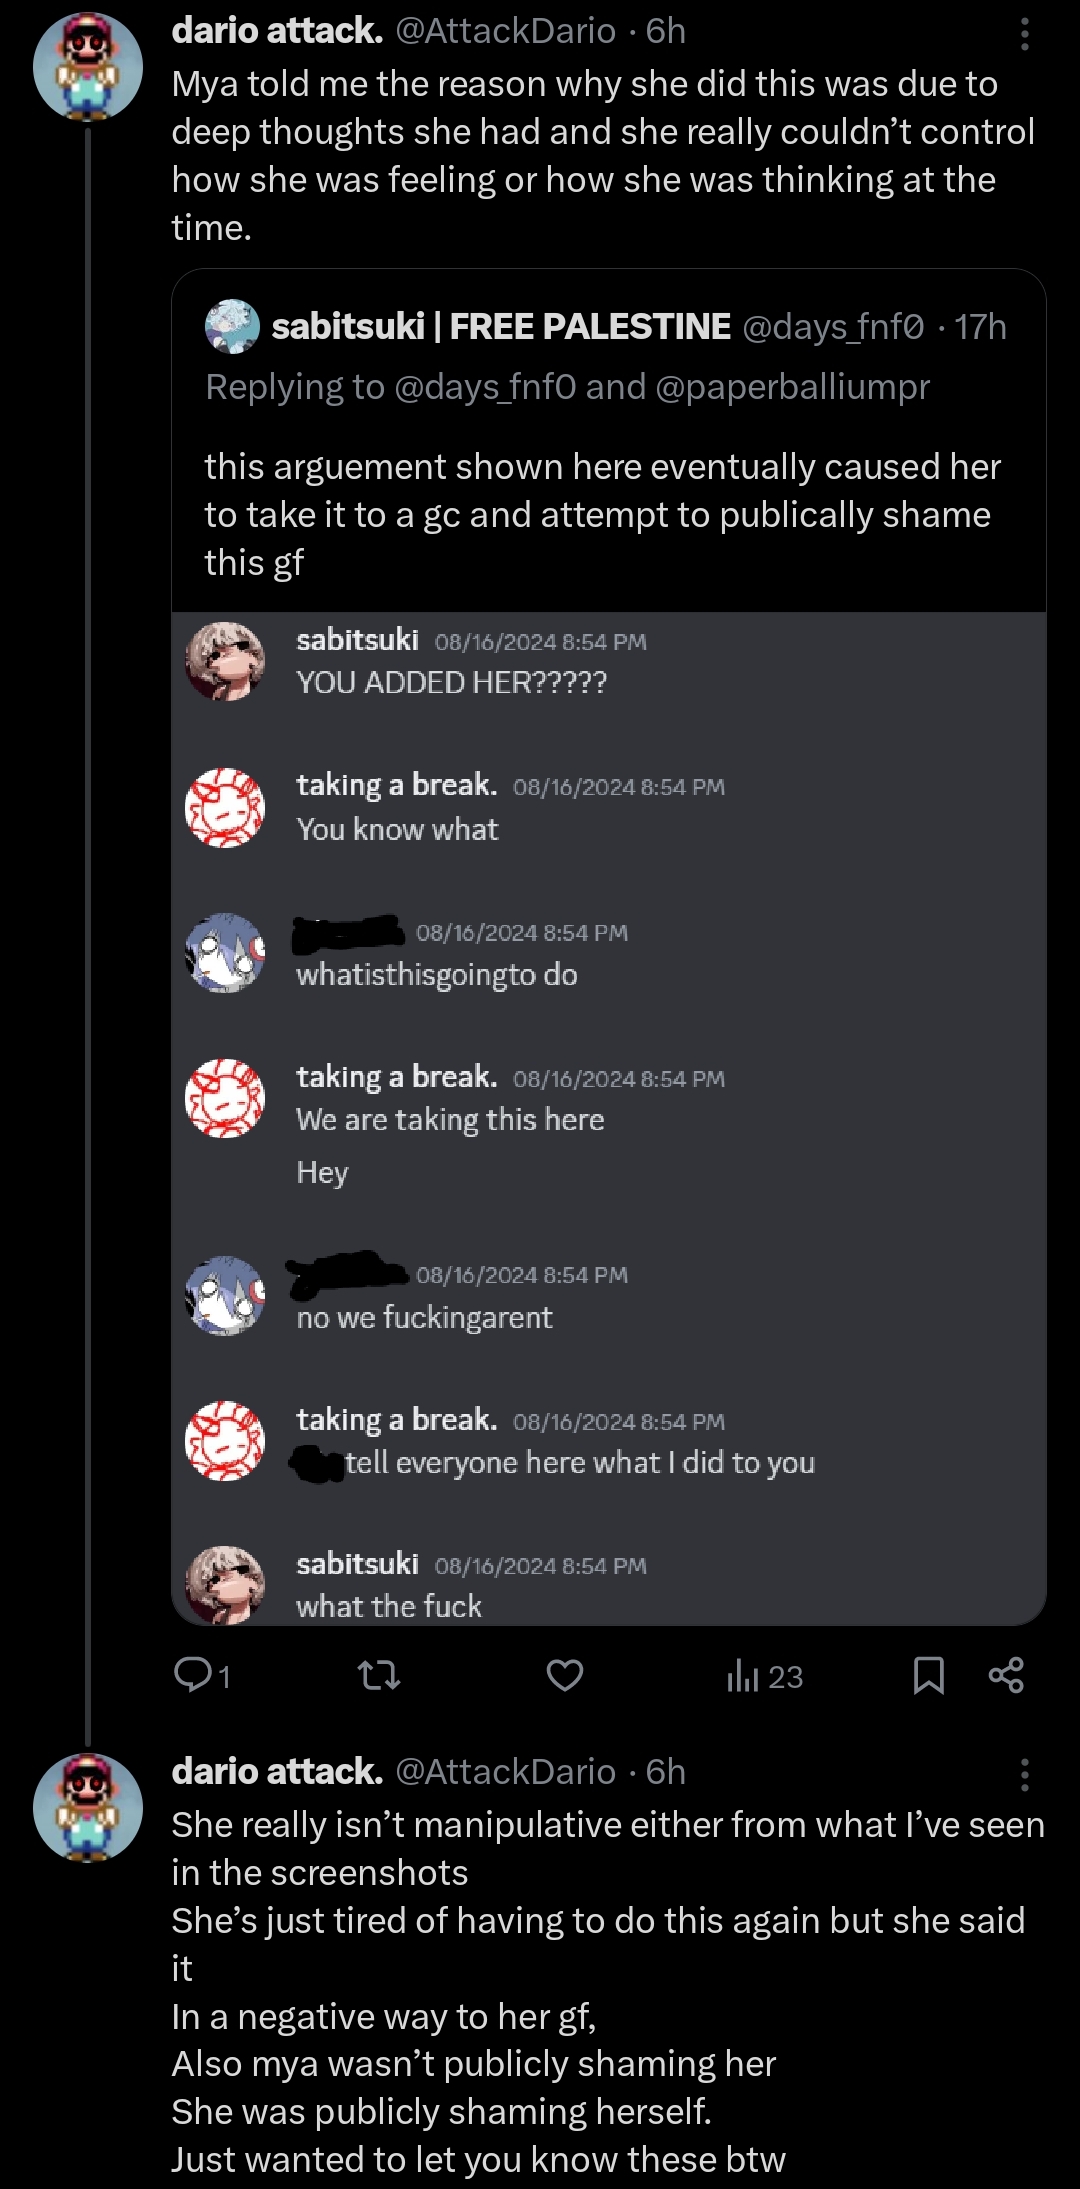 dario attack. @AttackDario · 6h
Mya told me the reason why she did this was due to
deep thoughts she had and she really couldn’t control
how she was feeling or how she was thinking at the
time.
sabitsuki | FREE PALESTINE @days_fnf0 · 17h
Replying to @days_fnf0 and @paperballiumpr
this arguement shown here eventually caused her
to take it to a gc and attempt to publically shame
this gf
sabitsuki 08/16/2024 8:54 PM
YOU ADDED HER?????
taking a break. 08/16/2024 8:54 PM
You know what
08/16/2024 8:54 PM
whatisthisgoingto do
taking a break. 08/16/2024 8:54 PM
We are taking this here
Hey
08/16/2024 8:54 PM
no we fuckingarent
taking a break. 08/16/2024 8:54 PM
tell everyone here what I did to you
sabitsuki 08/16/2024 8:54 PM
what the fuck
1 23
dario attack. @AttackDario · 6h
She really isn’t manipulative either from what I’ve seen
in the screenshots
She’s just tired of having to do this again but she said
it
In a negative way to her gf,
Also mya wasn’t publicly shaming her
She was publicly shaming herself.
Just wanted to let you know these btw